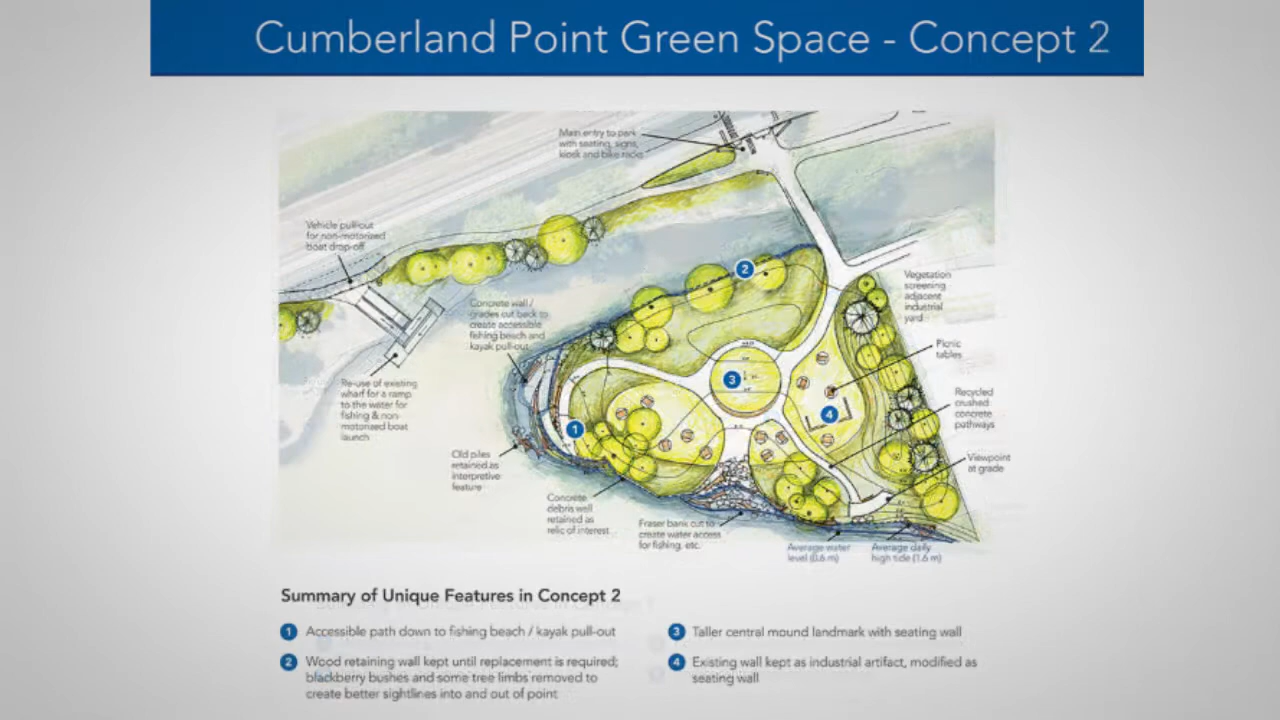 Cumberland Point Green Space - Concept 2
Main entry to park
with seating, signs,
kiosk and bike racks
Vehicle pull-out
for non-motorized
boat drop-off
Concrete wall /
grades cut back to
create accessible
fishing beach and
kayak pull-out
Vegetation
screening
adjacent
industrial
yard
Picnic
tables
Recycled
crushed
concrete
pathways
Viewpoint
at grade
Re-use of existing
wharf for a ramp
to the water for
fishing & non-
motorized boat
launch
Old piles
retained as
interpretive
feature
Concrete
debris well
retained as
relic of interest
Fraser bank cut to
create water access
for fishing, etc.
Average water
level (0.6 m)
Average daily
high tide (1.6 m)
1
2
3
4
Summary of Unique Features in Concept 2
1 Accessible path down to fishing beach / kayak pull-out
2 Wood retaining wall kept until replacement is required;
blackberry bushes and some tree limbs removed to
create better sightlines into and out of point
3 Taller central mound landmark with seating wall
4 Existing wall kept as industrial artifact, modified as
seating wall